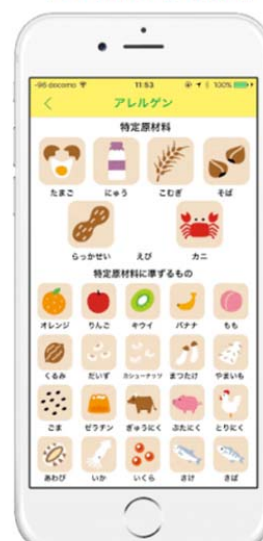 -96 docomo 11:53 100%
アレルゲン
特定原材料
たまご にゅう こむぎ そば
らっかせい えび カニ
特定原材料に準ずるもの
オレンジ りんご キウイ バナナ もも
くるみ だいず カシューナッツ まつたけ やまいも
ごま ゼラチン ぎゅうにく ぶたにく とりにく
あわび いか いくら さけ さば